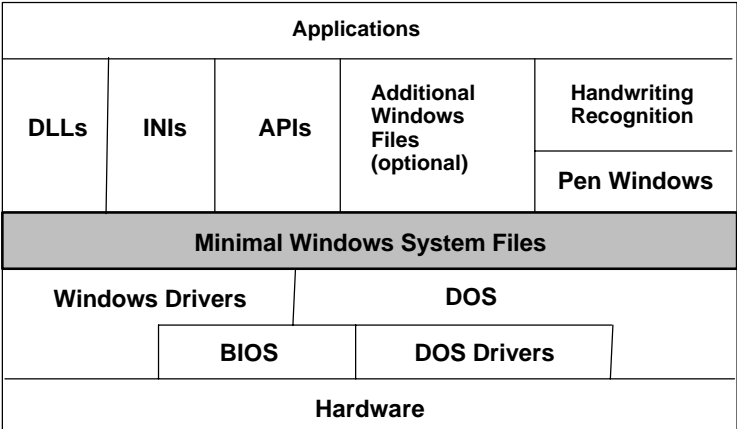 Applications
DLLs
INIs
APIs
Additional
Windows
Files
(optional)
Handwriting
Recognition
Pen Windows
Minimal Windows System Files
Windows Drivers
DOS
BIOS
DOS Drivers
Hardware